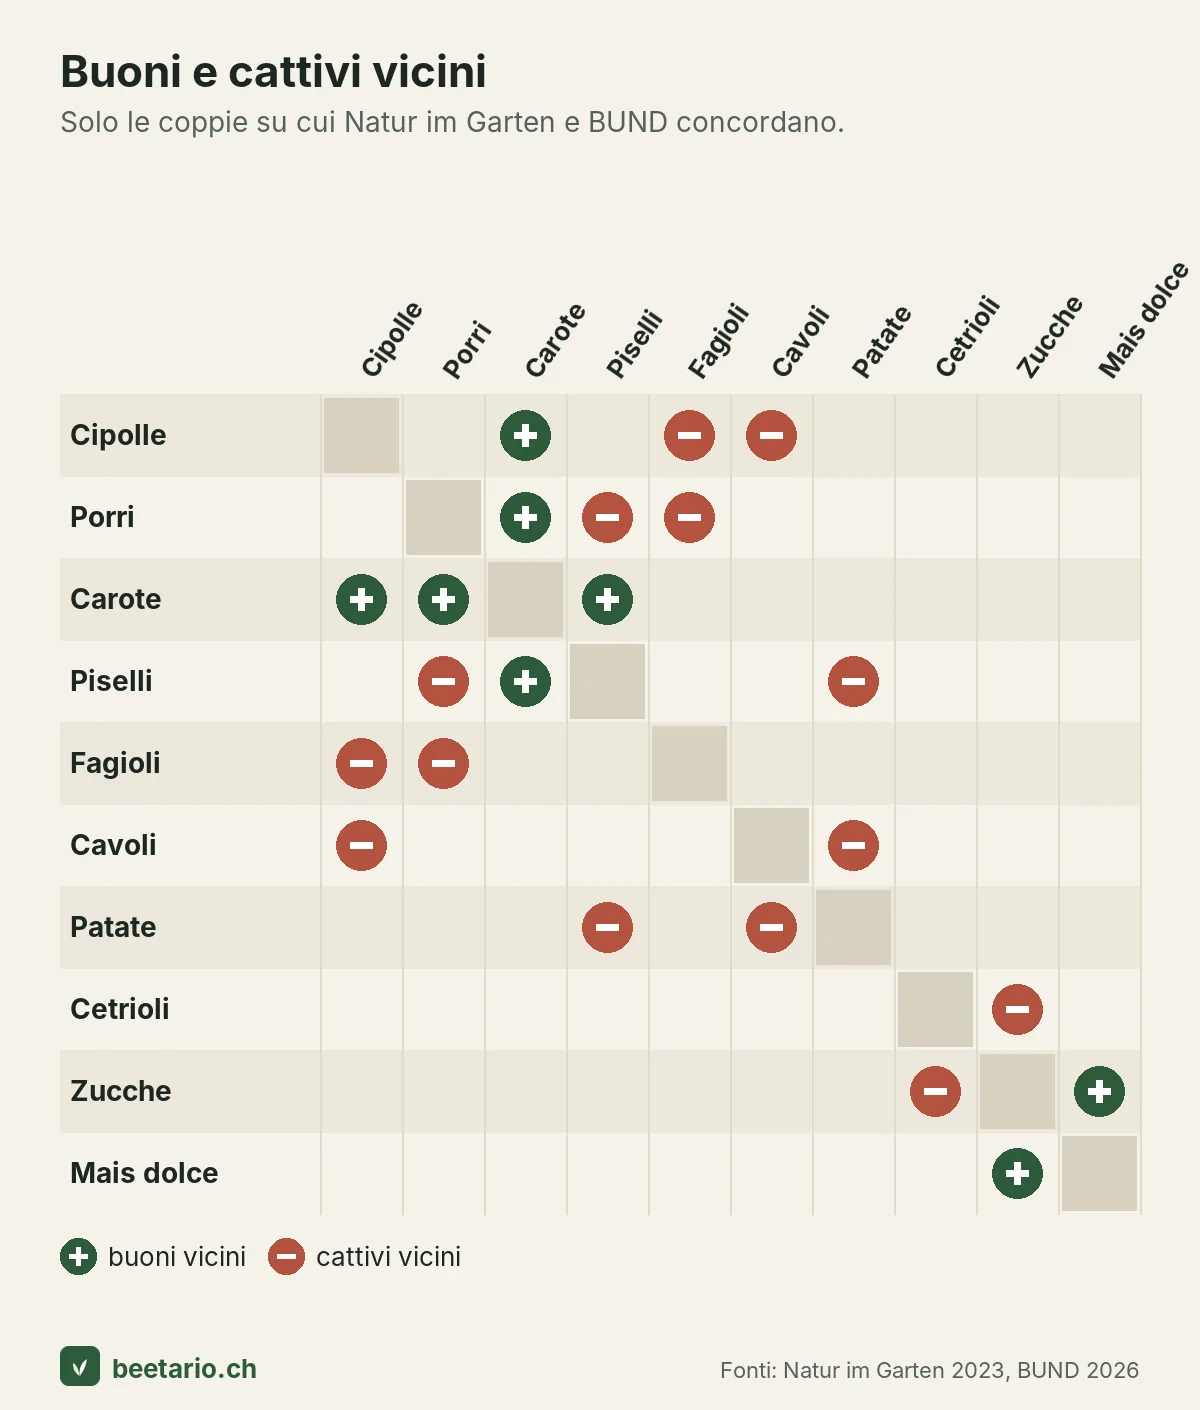 Buoni e cattivi vicini
Solo le coppie su cui Natur im Garten e BUND concordano.
Cipolle
Porri
Carote
Piselli
Fagioli
Cavoli
Patate
Cetrioli
Zucche
Mais dolce
Cipolle
Porri
Carote
Piselli
Fagioli
Cavoli
Patate
Cetrioli
Zucche
Mais dolce
buoni vicini
cattivi vicini
beetario.ch
Fonti: Natur im Garten 2023, BUND 2026